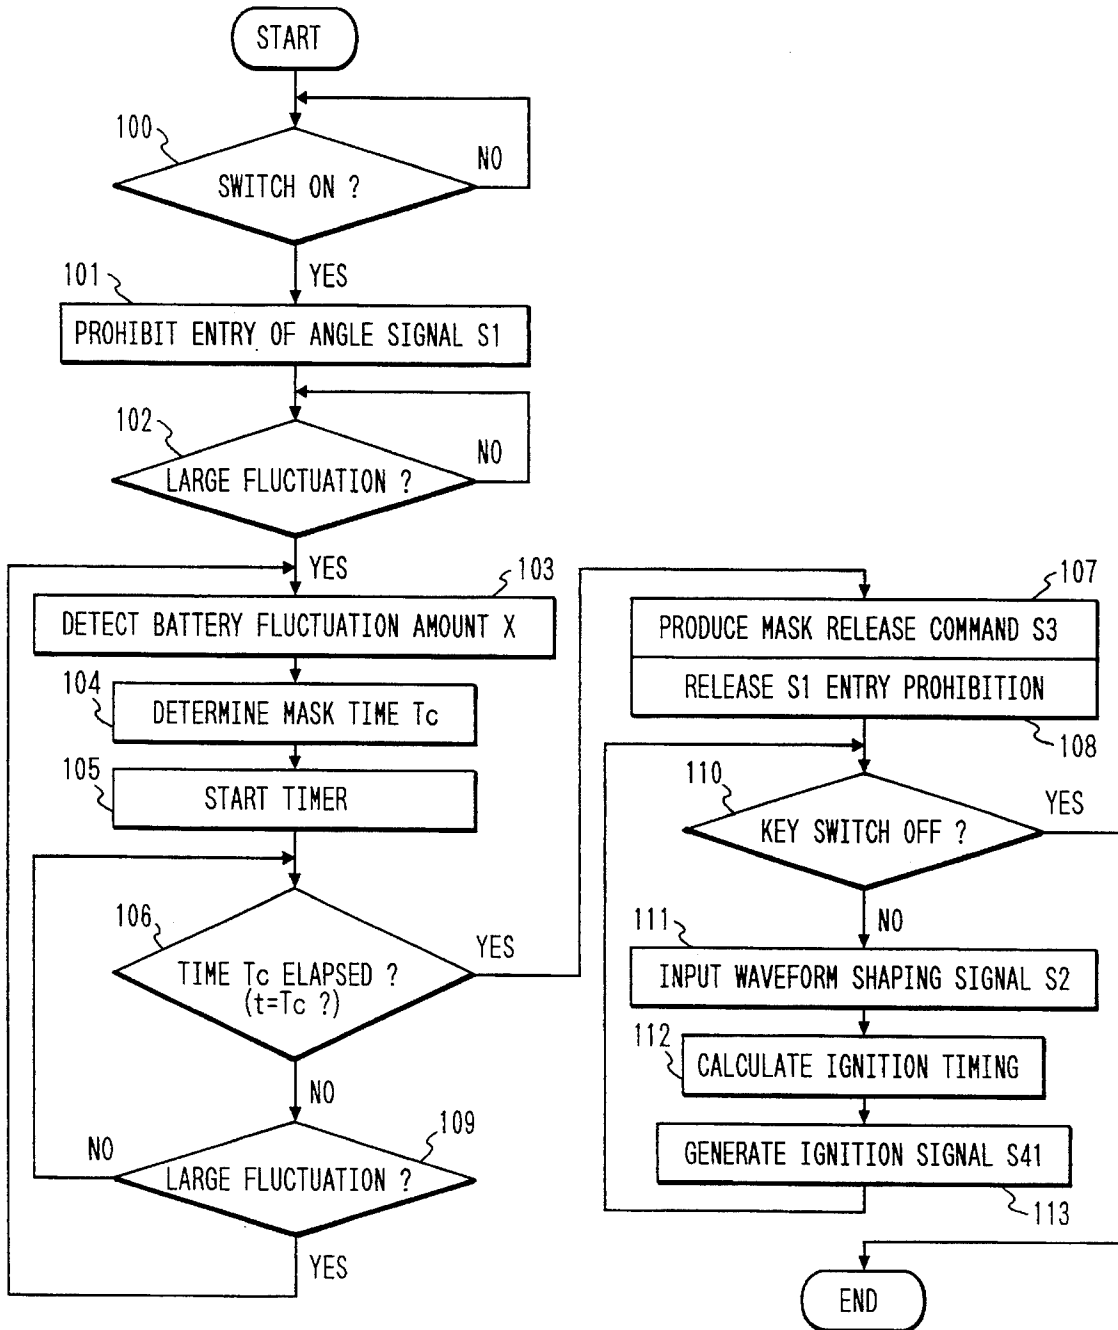 START
100
SWITCH ON ?
NO
YES
101
PROHIBIT ENTRY OF ANGLE SIGNAL S1
102
LARGE FLUCTUATION ?
NO
YES
103
DETECT BATTERY FLUCTUATION AMOUNT X
104
DETERMINE MASK TIME Tc
105
START TIMER
106
TIME Tc ELAPSED ?
(t=Tc ?)
YES
NO
109
LARGE FLUCTUATION ?
NO
YES
107
PRODUCE MASK RELEASE COMMAND S3
RELEASE S1 ENTRY PROHIBITION
108
110
KEY SWITCH OFF ?
YES
NO
111
INPUT WAVEFORM SHAPING SIGNAL S2
112
CALCULATE IGNITION TIMING
GENERATE IGNITION SIGNAL S41
113
END